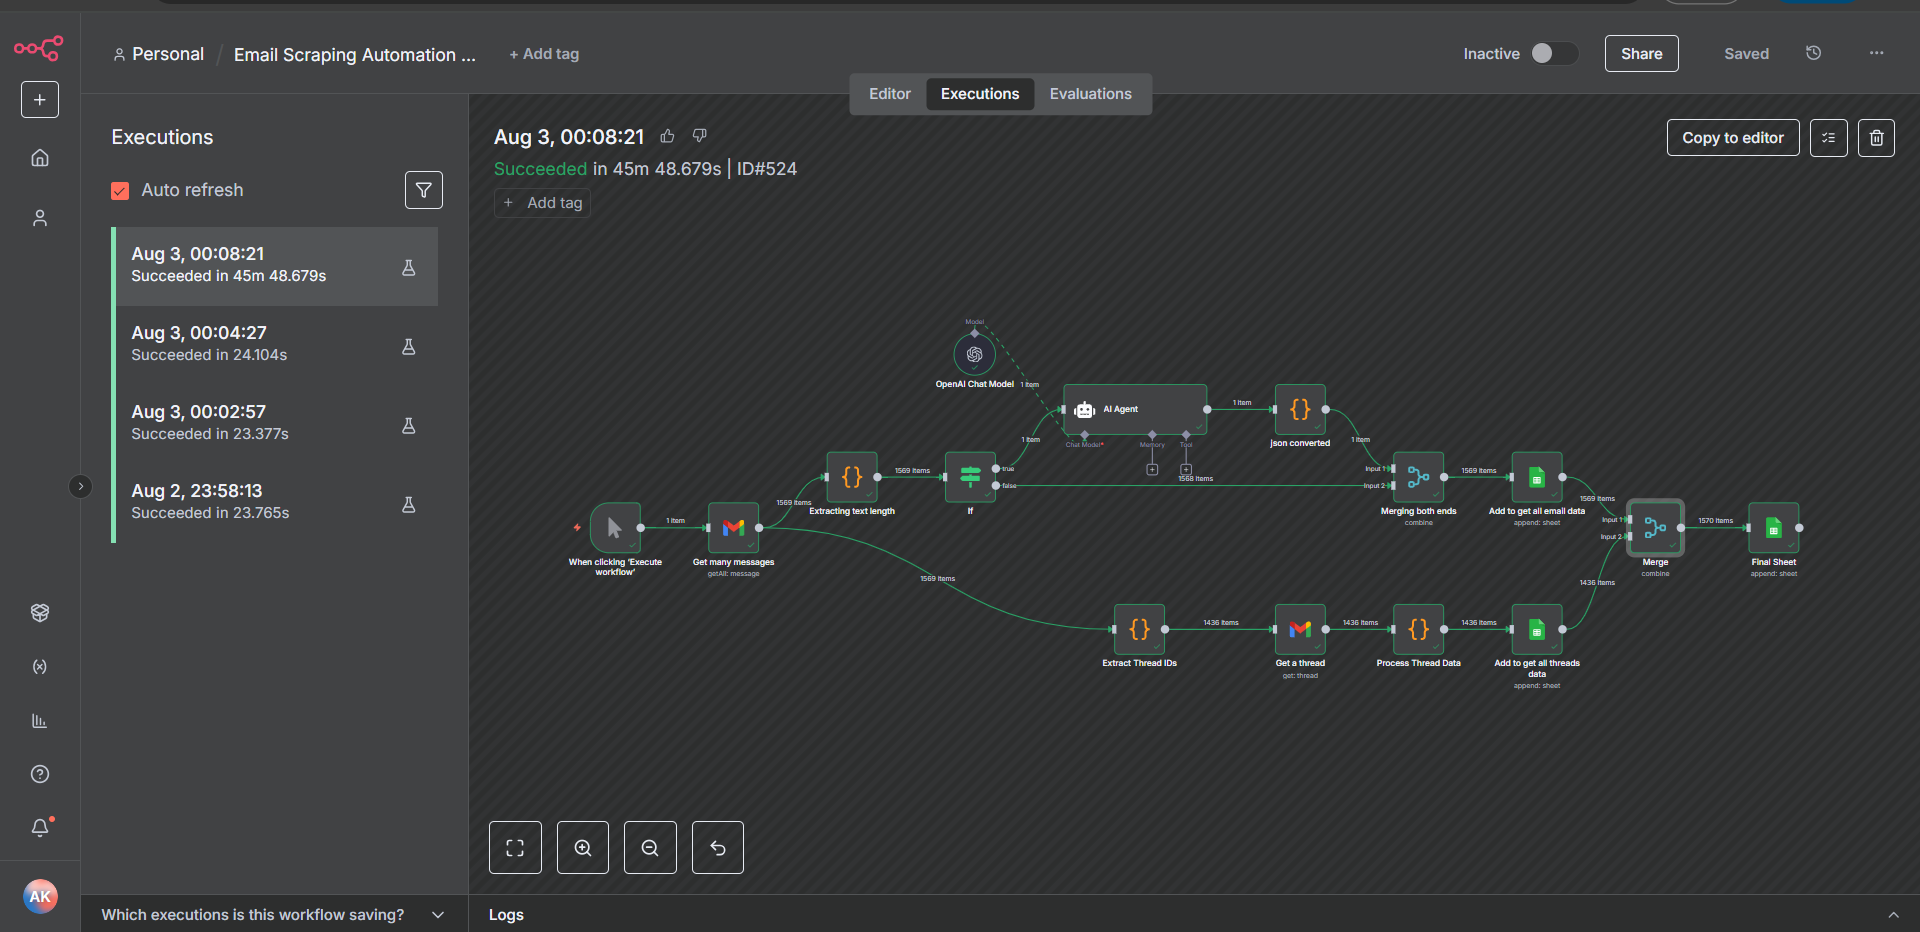 Personal / Email Scraping Automation ...
+ Add tag
Inactive
Share
Saved
Editor
Executions
Evaluations
Executions
Auto refresh
Aug 3, 00:08:21
Succeeded in 45m 48.679s
Aug 3, 00:04:27
Succeeded in 24.104s
Aug 3, 00:02:57
Succeeded in 23.377s
Aug 2, 23:58:13
Succeeded in 23.765s
Which executions is this workflow saving?
AK
Aug 3, 00:08:21
Succeeded in 45m 48.679s | ID#524
+ Add tag
Copy to editor
Model
OpenAI Chat Model
1 item
AI Agent
Chat Model*
Memory
Tool
1 item
json converted
1 item
1 item
true
false
1568 items
When clicking 'Execute
workflow'
1 item
Get many messages
getAll: message
1569 items
Extracting text length
1569 items
If
Input 1
Input 2
Merging both ends
combine
1569 items
Add to get all email data
append: sheet
1569 items
Input 1
Input 2
Merge
combine
1570 items
Final Sheet
append: sheet
1569 items
Extract Thread IDs
1436 items
Get a thread
get: thread
1436 items
Process Thread Data
1436 items
Add to get all threads
data
append: sheet
1436 items
Logs